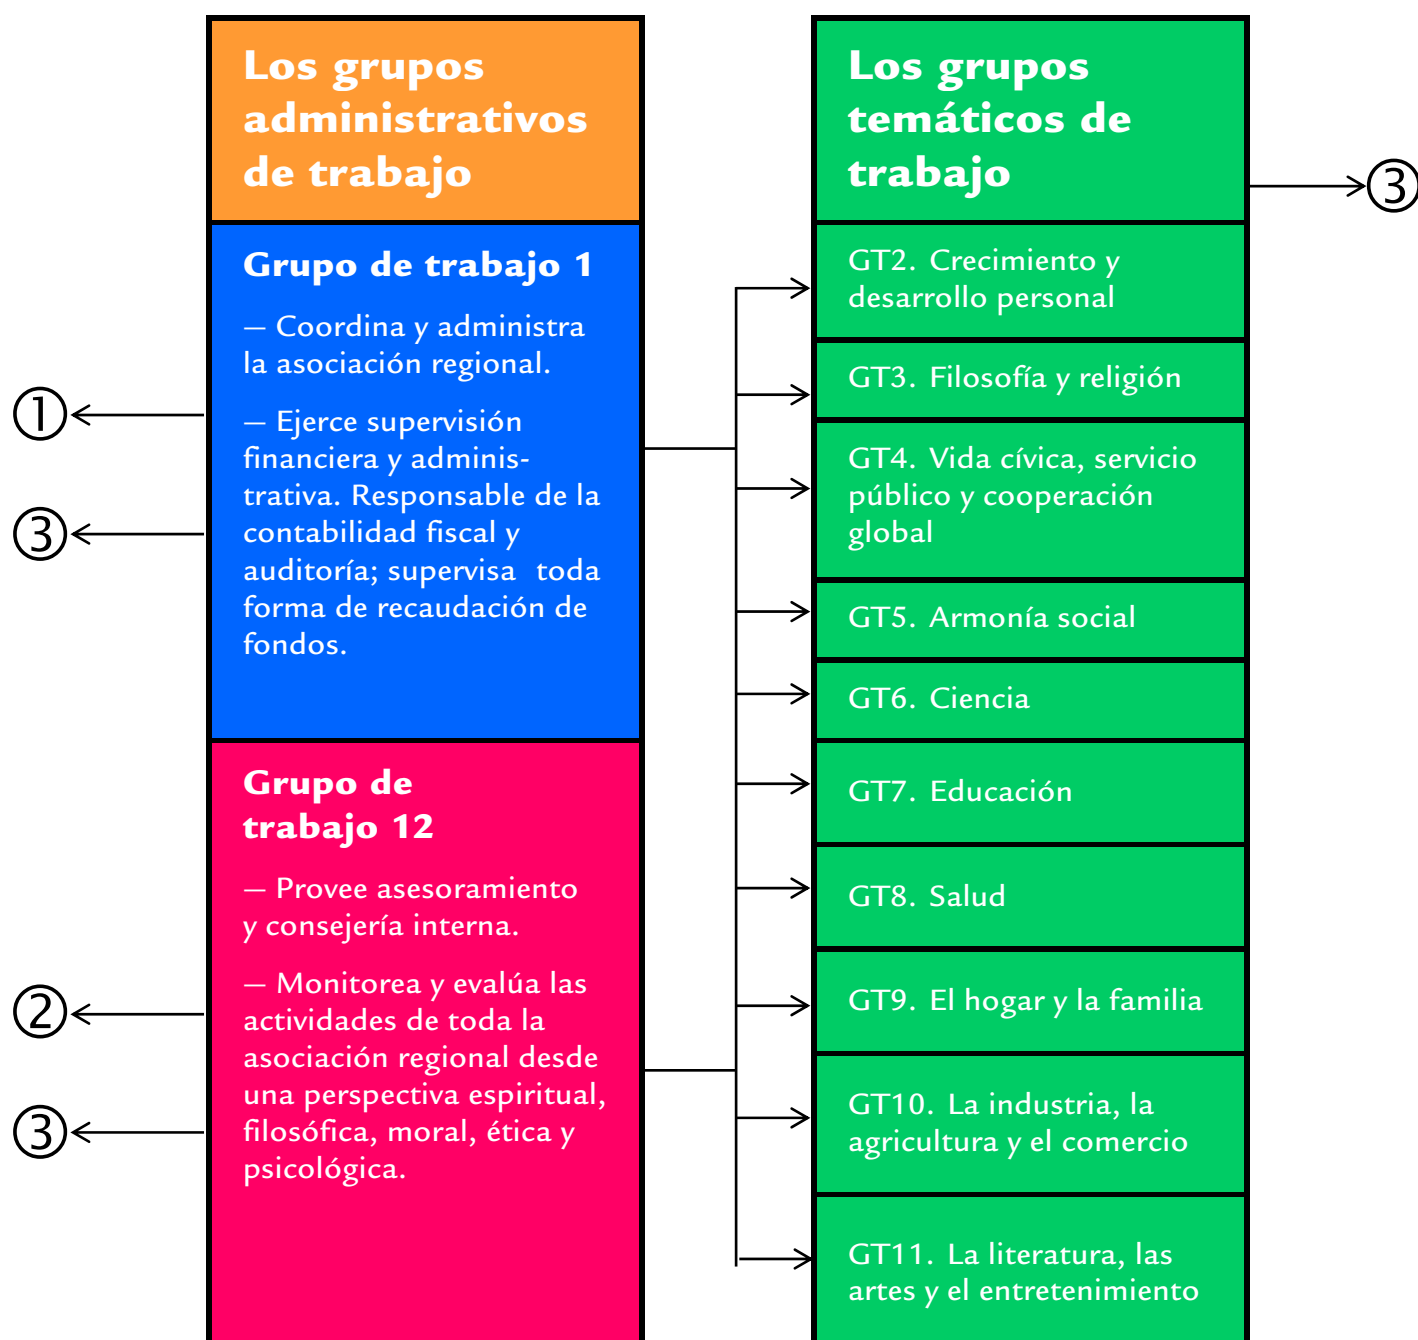 Los grupos
administrativos
de trabajo
Grupo de trabajo 1
— Coordina y administra
la asociación regional.
— Ejerce supervisión
financiera y adminis-
trativa. Responsable de la
contabilidad fiscal y
auditoría; supervisa toda
forma de recaudación de
fondos.
①
③
Grupo de
trabajo 12
— Provee asesoramiento
y consejería interna.
— Monitorea y evalúa las
actividades de toda la
asociación regional desde
una perspectiva espiritual,
filosófica, moral, ética y
psicológica.
②
③
Los grupos
temáticos de
trabajo
③
GT2. Crecimiento y
desarrollo personal
GT3. Filosofía y religión
GT4. Vida cívica, servicio
público y cooperación
global
GT5. Armonía social
GT6. Ciencia
GT7. Educación
GT8. Salud
GT9. El hogar y la familia
GT10. La industria, la
agricultura y el comercio
GT11. La literatura, las
artes y el entretenimiento